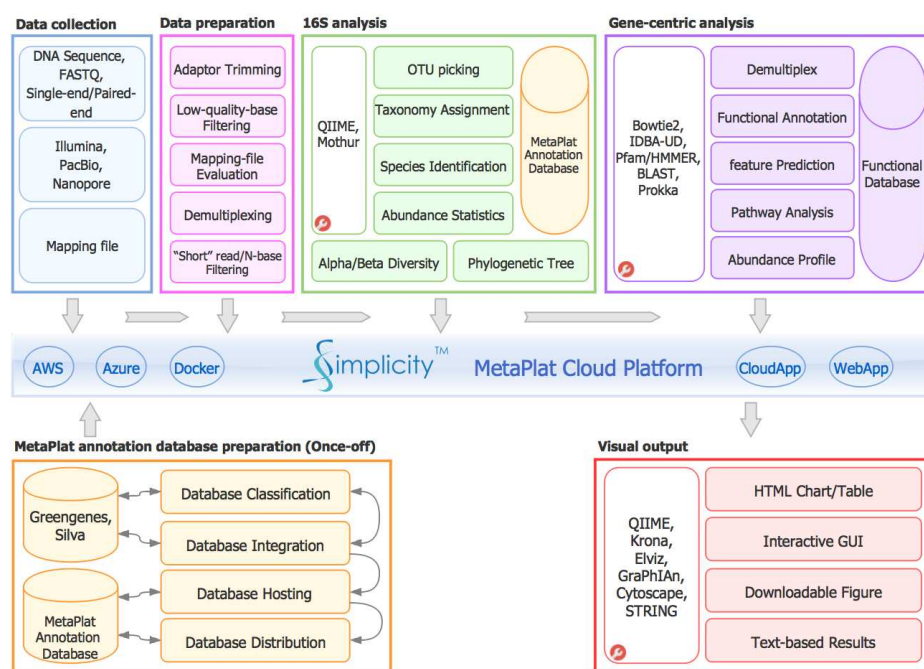 Data collection
DNA Sequence,
FASTQ,
Single-end/Paired-
end
Illumina,
PacBio,
Nanopore
Mapping file
Data preparation
Adaptor Trimming
Low-quality-base
Filtering
Mapping-file
Evaluation
Demultiplexing
"Short" read/N-base
Filtering
16S analysis
QIIME,
Mothur
OTU picking
Taxonomy Assignment
Species Identification
Abundance Statistics
MetaPlat
Annotation
Database
Alpha/Beta Diversity
Phylogenetic Tree
Gene-centric analysis
Bowtie2,
IDBA-UD,
Pfam/HMMER,
BLAST,
Prokka
Demultiplex
Functional Annotation
feature Prediction
Pathway Analysis
Abundance Profile
Functional
Database
AWS
Azure
Docker
Simplicity™
MetaPlat Cloud Platform
CloudApp
WebApp
MetaPlat annotation database preparation (Once-off)
Greengenes,
Silva
MetaPlat
Annotation
Database
Database Classification
Database Integration
Database Hosting
Database Distribution
Visual output
QIIME,
Krona,
Elviz,
GraPhIAn,
Cytoscape,
STRING
HTML Chart/Table
Interactive GUI
Downloadable Figure
Text-based Results